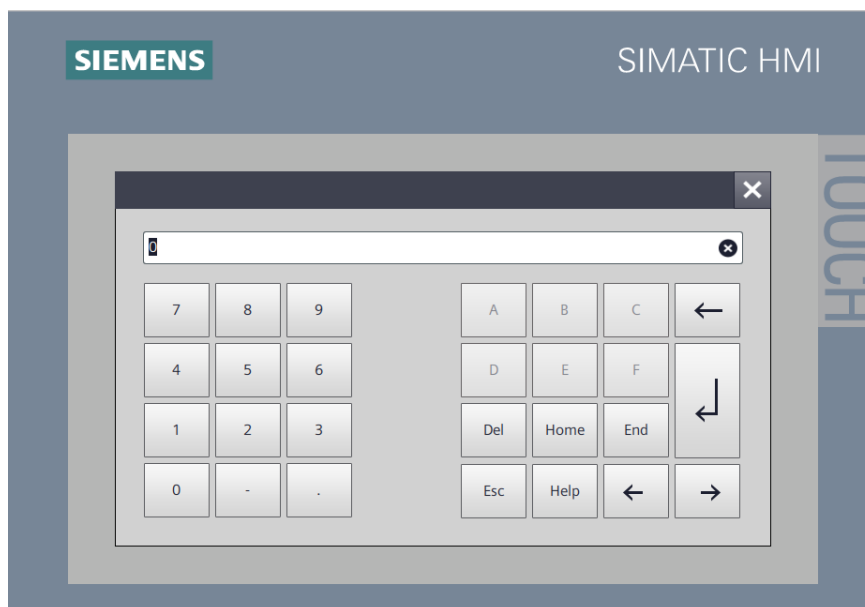 SIEMENS
SIMATIC HMI
TOUCH
0
7 8 9 A B C ←
4 5 6 D E F ↵
1 2 3 Del Home End
0 - . Esc Help ← →